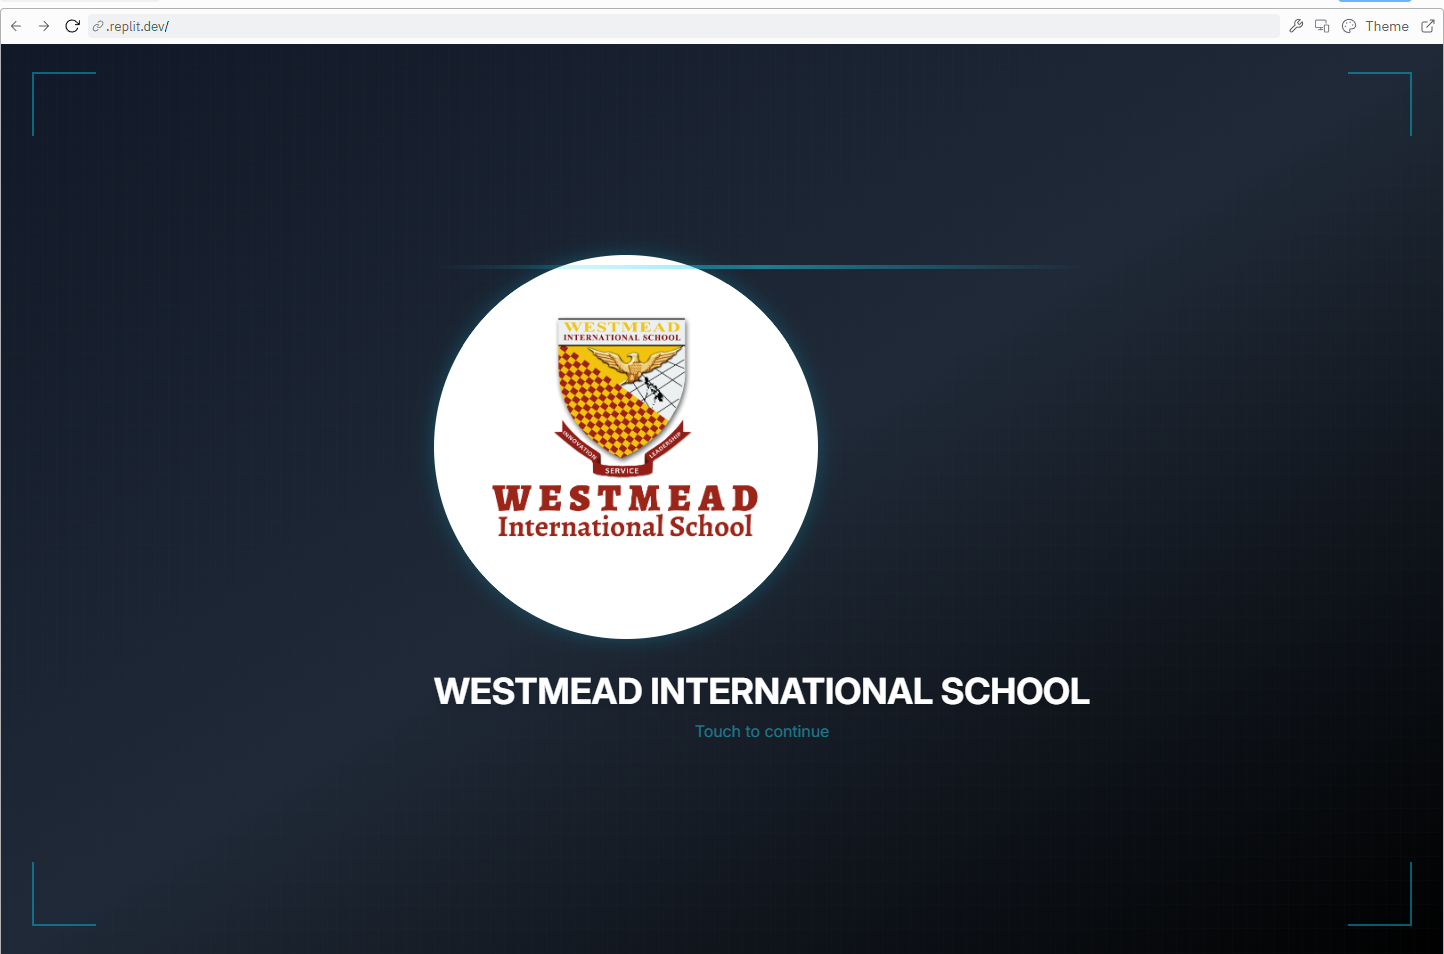 .replit.dev/
Theme
WESTMEAD
INTERNATIONAL SCHOOL
INNOVATION
SERVICE
LEADERSHIP
WESTMEAD
International School
WESTMEAD INTERNATIONAL SCHOOL
Touch to continue